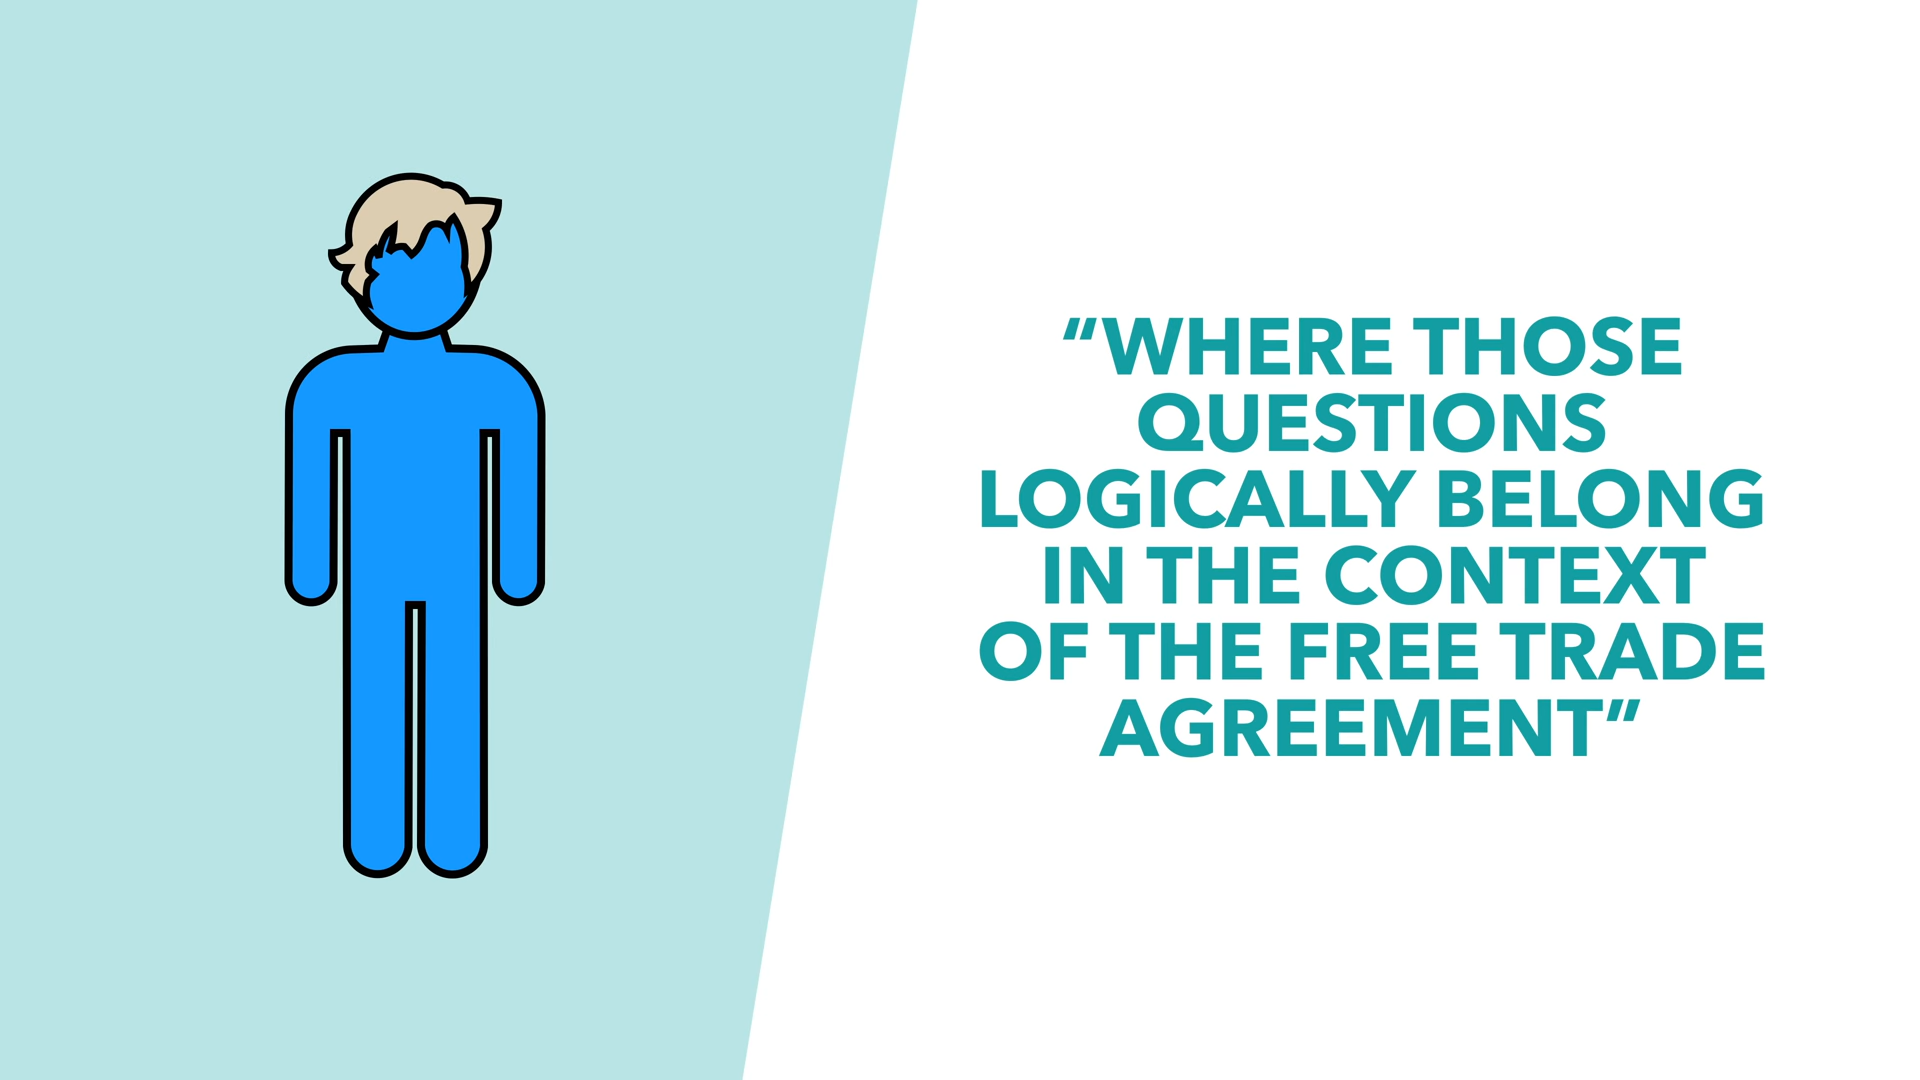 “WHERE THOSE
QUESTIONS
LOGICALLY BELONG
IN THE CONTEXT
OF THE FREE TRADE
AGREEMENT”